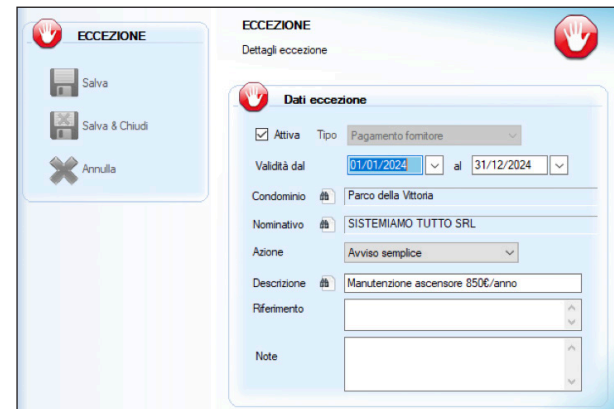 ECCEZIONE
Salva
Salva & Chiudi
Annulla
ECCEZIONE
Dettagli eccezione
Dati eccezione
Attiva Tipo Pagamento fornitore
Validità dal 01/01/2024 al 31/12/2024
Condominio Parco della Vittoria
Nominativo SISTEMIAMO TUTTO SRL
Azione Avviso semplice
Descrizione Manutenzione ascensore 850€/anno
Riferimento
Note